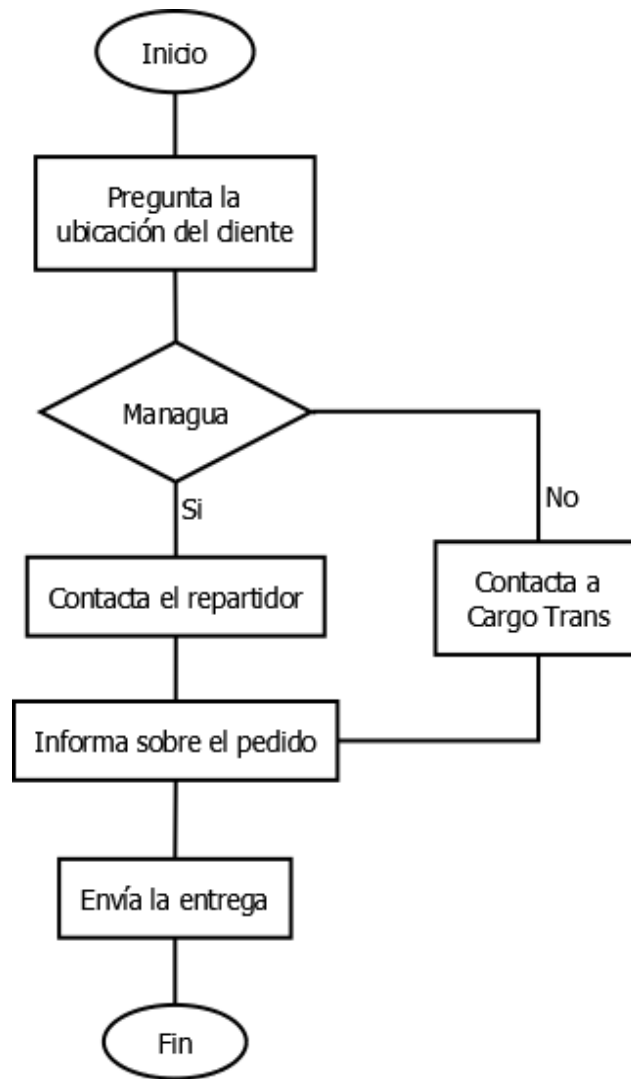 Inicio
Pregunta la
ubicación del cliente
Managua
Si
No
Contacta el repartidor
Contacta a
Cargo Trans
Informa sobre el pedido
Envía la entrega
Fin